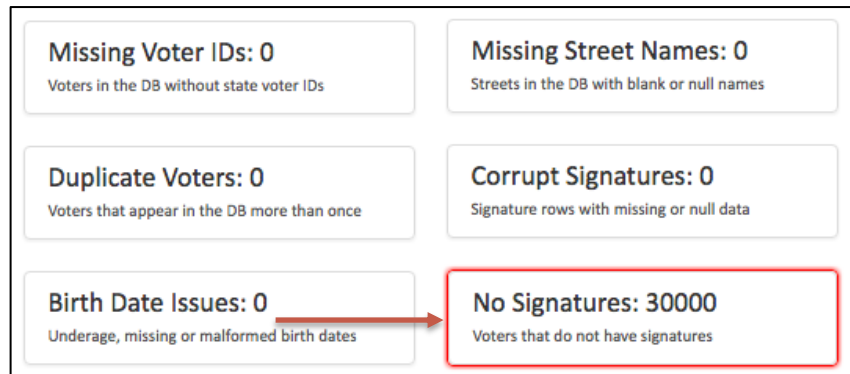 Missing Voter IDs: 0
Voters in the DB without state voter IDs
Missing Street Names: 0
Streets in the DB with blank or null names
Duplicate Voters: 0
Voters that appear in the DB more than once
Corrupt Signatures: 0
Signature rows with missing or null data
Birth Date Issues: 0
Underage, missing or malformed birth dates
No Signatures: 30000
Voters that do not have signatures